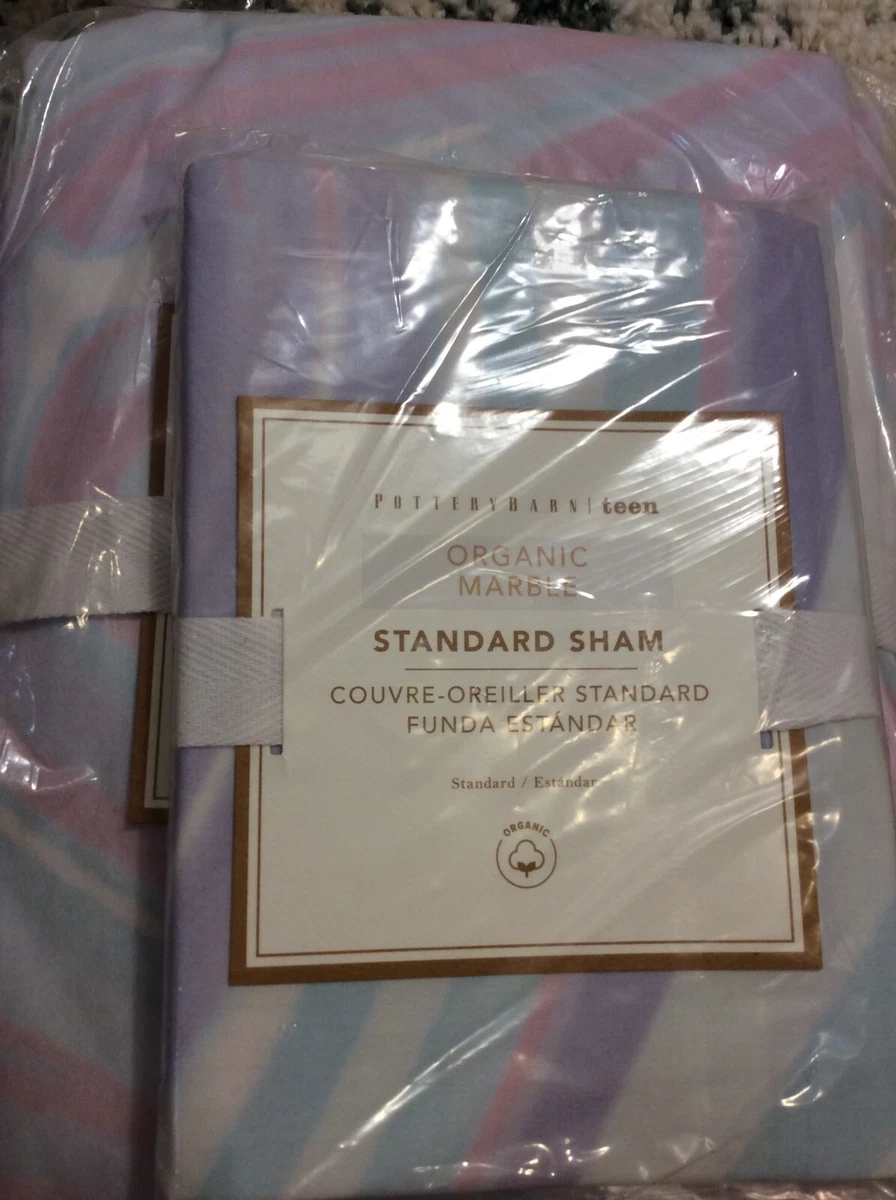 POTTERYBARN | teen
ORGANIC
MARBLE
STANDARD SHAM
COUVRE-OREILLER STANDARD
FUNDA ESTÁNDAR
Standard / Estándar
ORGANIC